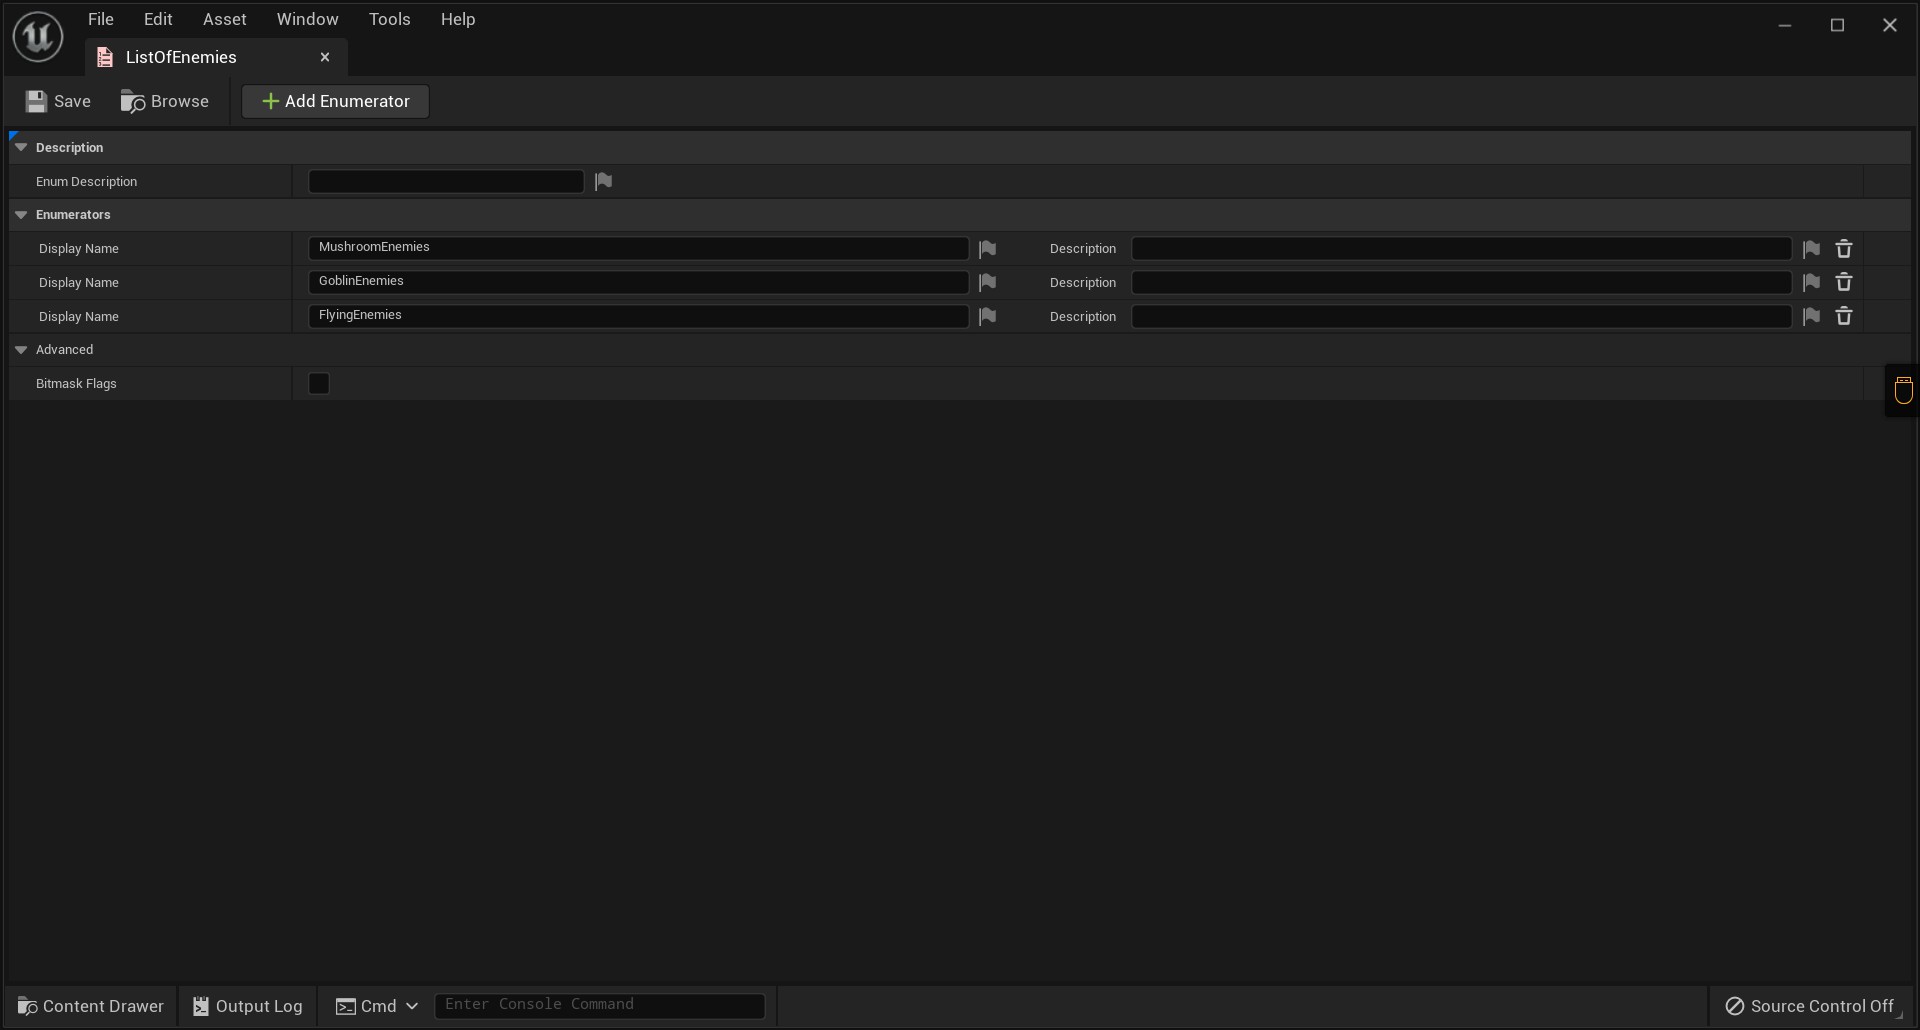 File Edit Asset Window Tools Help
ListOfEnemies
Save Browse Add Enumerator
Description
Enum Description
Enumerators
Display Name MushroomEnemies Description
Display Name GoblinEnemies Description
Display Name FlyingEnemies Description
Advanced
Bitmask Flags
Content Drawer Output Log Cmd Enter Console Command Source Control Off